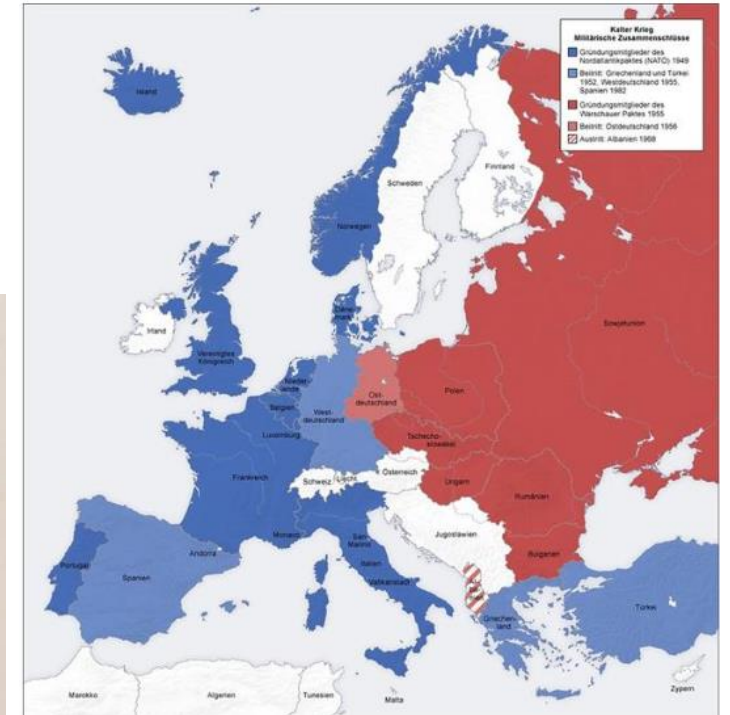 Kalter Krieg
Militärische Zusammenschlüsse
Gründungsmitglieder des
Nordatlantikpaktes (NATO) 1949
Beitritt: Griechenland und Türkei
1952, Westdeutschland 1955,
Spanien 1982
Gründungsmitglieder des
Warschauer Paktes 1955
Beitritt: Ostdeutschland 1956
Austritt: Albanien 1968
Island
Finnland
Schweden
Norwegen
Sowjetunion
Irland
Däne-
mark
Vereinigtes
Königreich
Nieder-
lande
Polen
Ost-
deutschland
Belgien
West-
deutschland
Luxemburg
Tschecho-
slowakei
Frankreich
Schweiz
Liecht.
Österreich
Ungarn
Rumänien
Jugoslawien
Monaco
San
Marino
Andorra
Bulgarien
Italien
Portugal
Spanien
Vatikanstadt
Türkei
Griechen-
land
Zypern
Marokko
Algerien
Tunesien
Malta